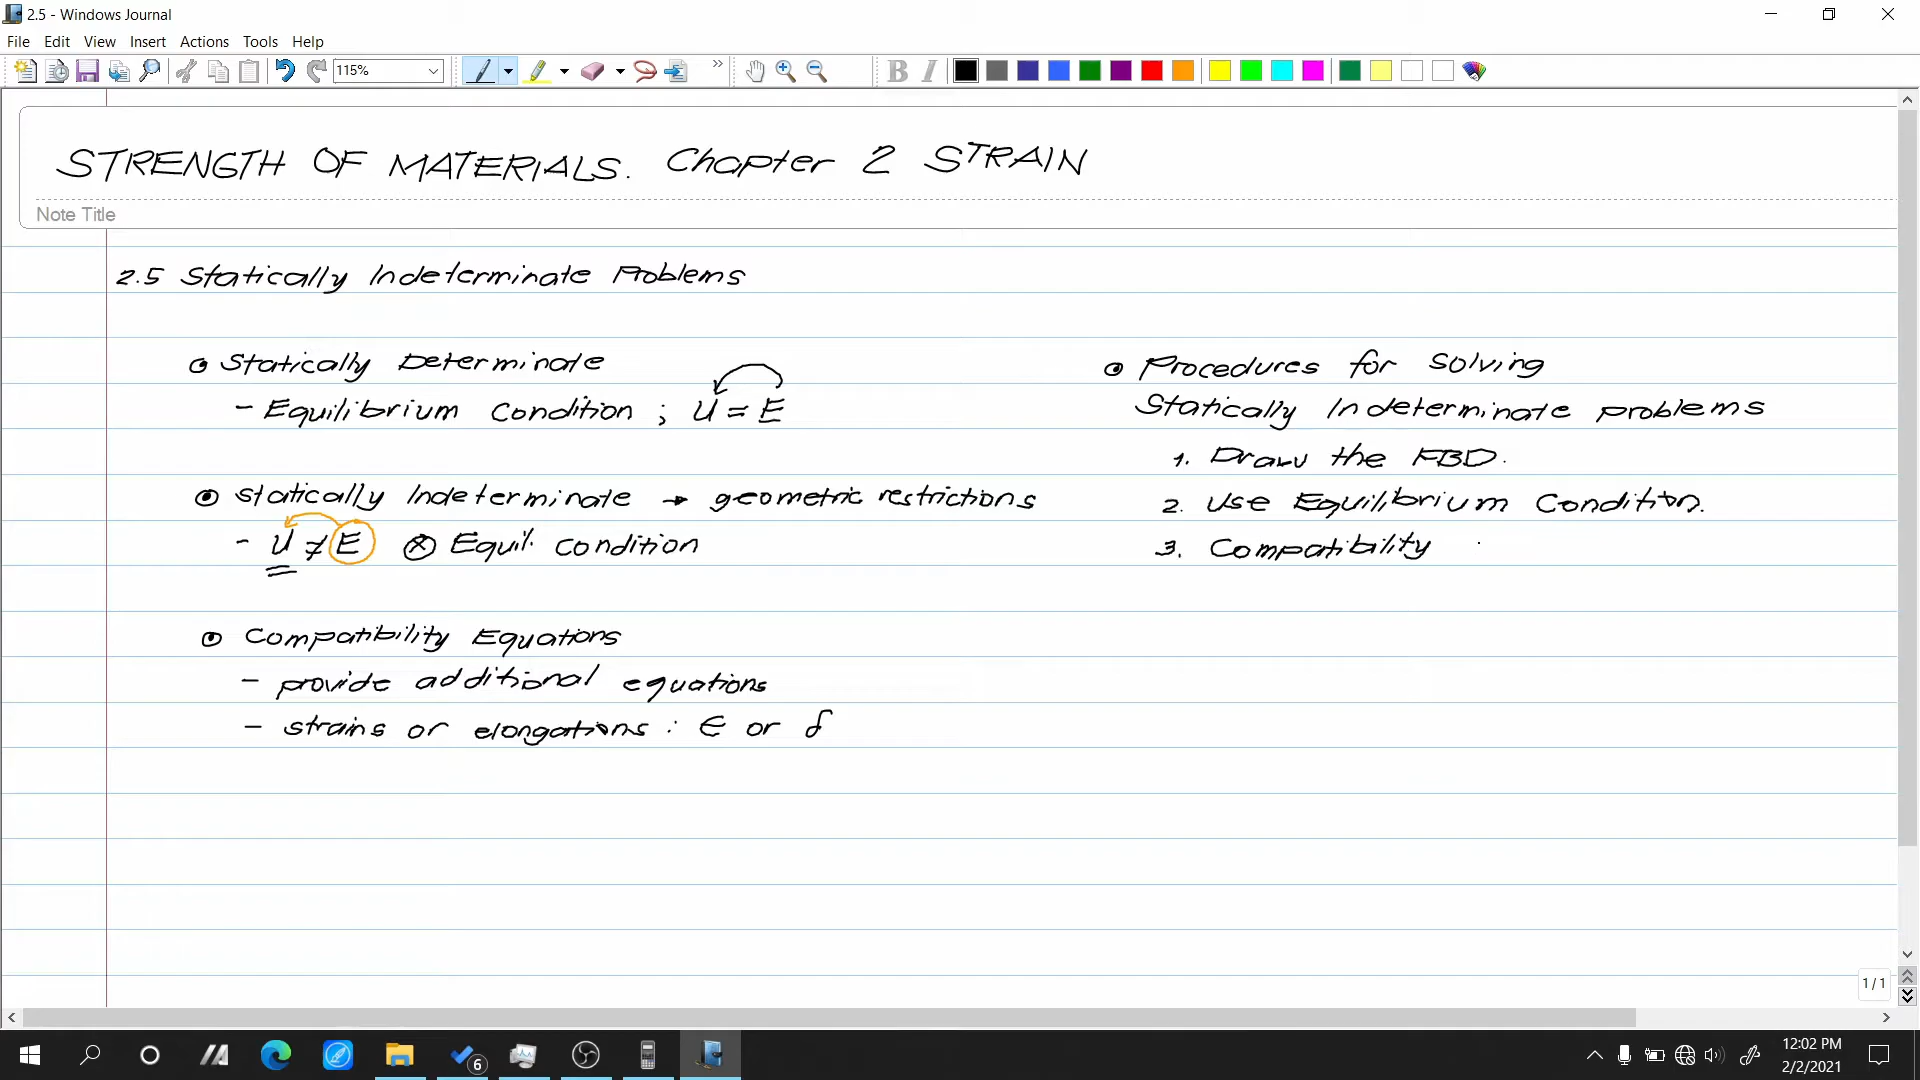 2.5 - Windows Journal
File Edit View Insert Actions Tools Help
115%
B I
STRENGTH OF MATERIALS. Chapter 2 STRAIN
Note Title
2.5 Statically Indeterminate Problems
Statically Determinate
- Equilibrium Condition ; U = E
Statically Indeterminate → geometric restrictions
- U ≠ E ⊗ Equil. condition
Compatibility Equations
- provide additional equations
- strains or elongations : ϵ or δ
Procedures for solving
Statically Indeterminate problems
1. Draw the FBD.
2. Use Equilibrium Condition.
3. Compatibility
1 / 1
6
12:02 PM
2/2/2021